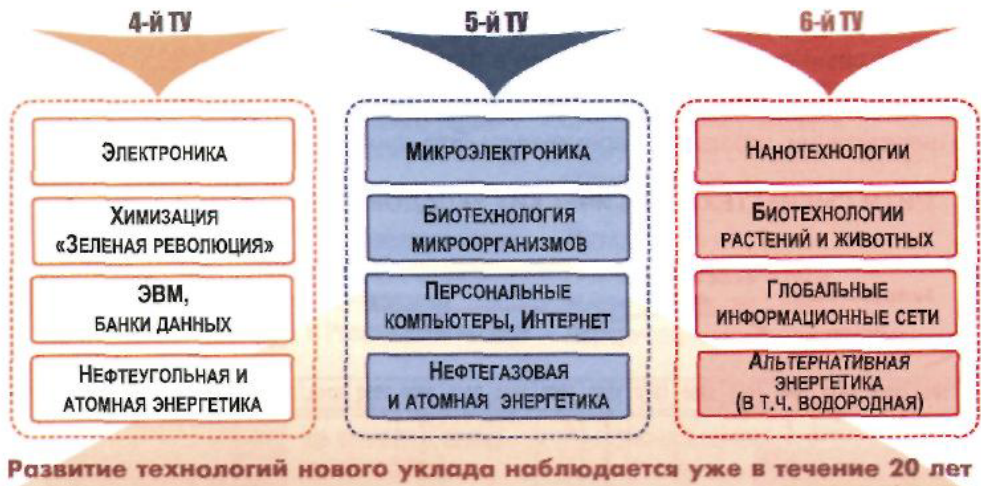 4-й ТУ
Электроника
Химизация
«Зеленая революция»
ЭВМ,
банки данных
Нефтеугольная и
атомная энергетика
5-й ТУ
Микроэлектроника
Биотехнология
микроорганизмов
Персональные
компьютеры, Интернет
Нефтегазовая
и атомная энергетика
6-й ТУ
Нанотехнологии
Биотехнологии
растений и животных
Глобальные
информационные сети
Альтернативная
энергетика
(в т.ч. водородная)
Развитие технологий нового уклада наблюдается уже в течение 20 лет